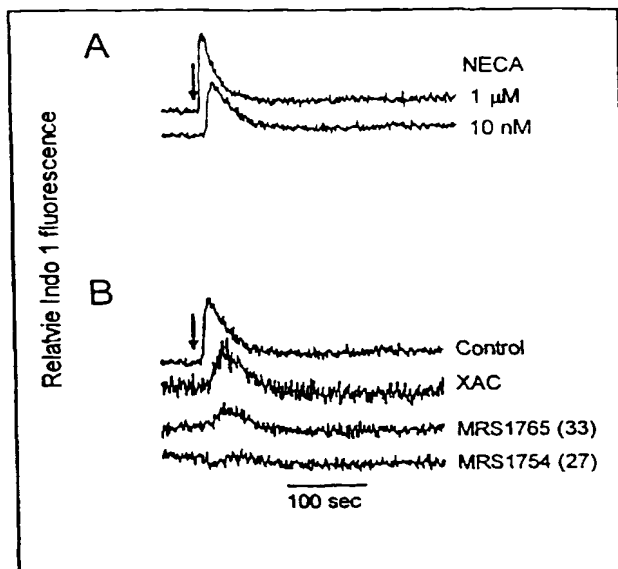 A
NECA
1 μM
10 nM
Relatvie Indo 1 fluorescence
B
Control
XAC
MRS1765 (33)
MRS1754 (27)
100 sec